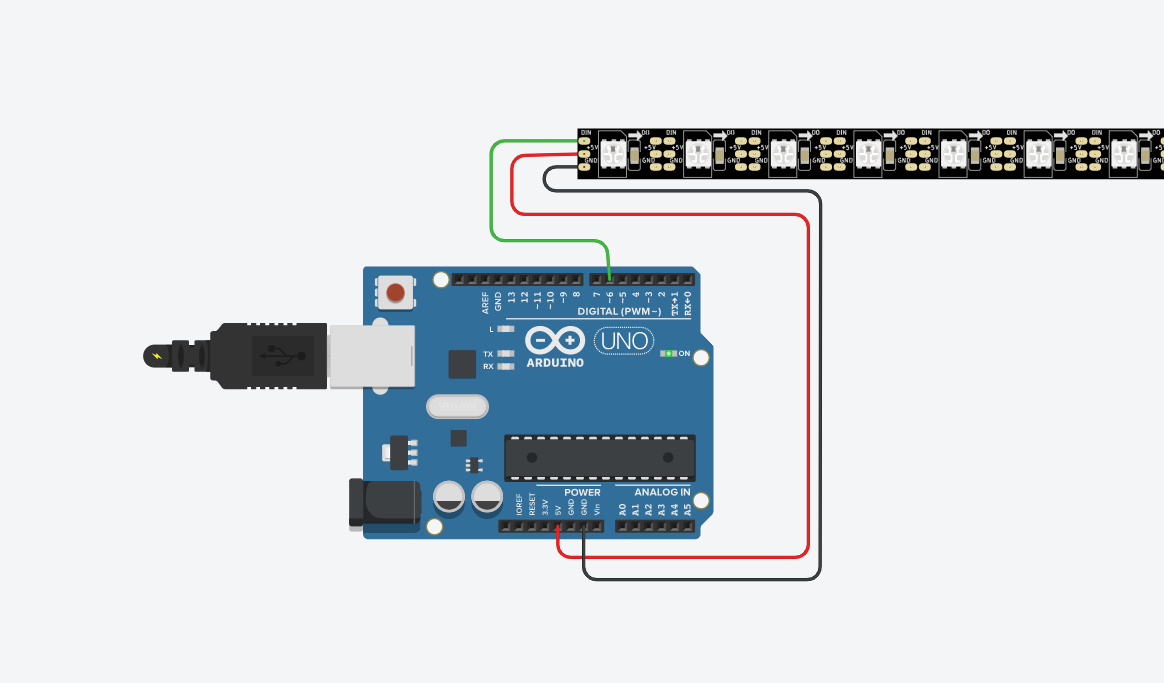 DIN DO DIN DO DIN DO DIN DO DIN DO DIN DO DIN DO
+5V +5V +5V +5V +5V +5V +5V +5V +5V +5V +5V +5V +5V
GND GND GND GND GND GND GND GND GND GND GND GND GND
AREF GND 13 12 ~11 ~10 ~9 8 7 ~6 ~5 4 ~3 2 TX→1 RX←0
DIGITAL (PWM~)
L
UNO
TX
RX
ON
ARDUINO
POWER
ANALOG IN
IOREF RESET 3.3V 5V GND GND Vin A0 A1 A2 A3 A4 A5